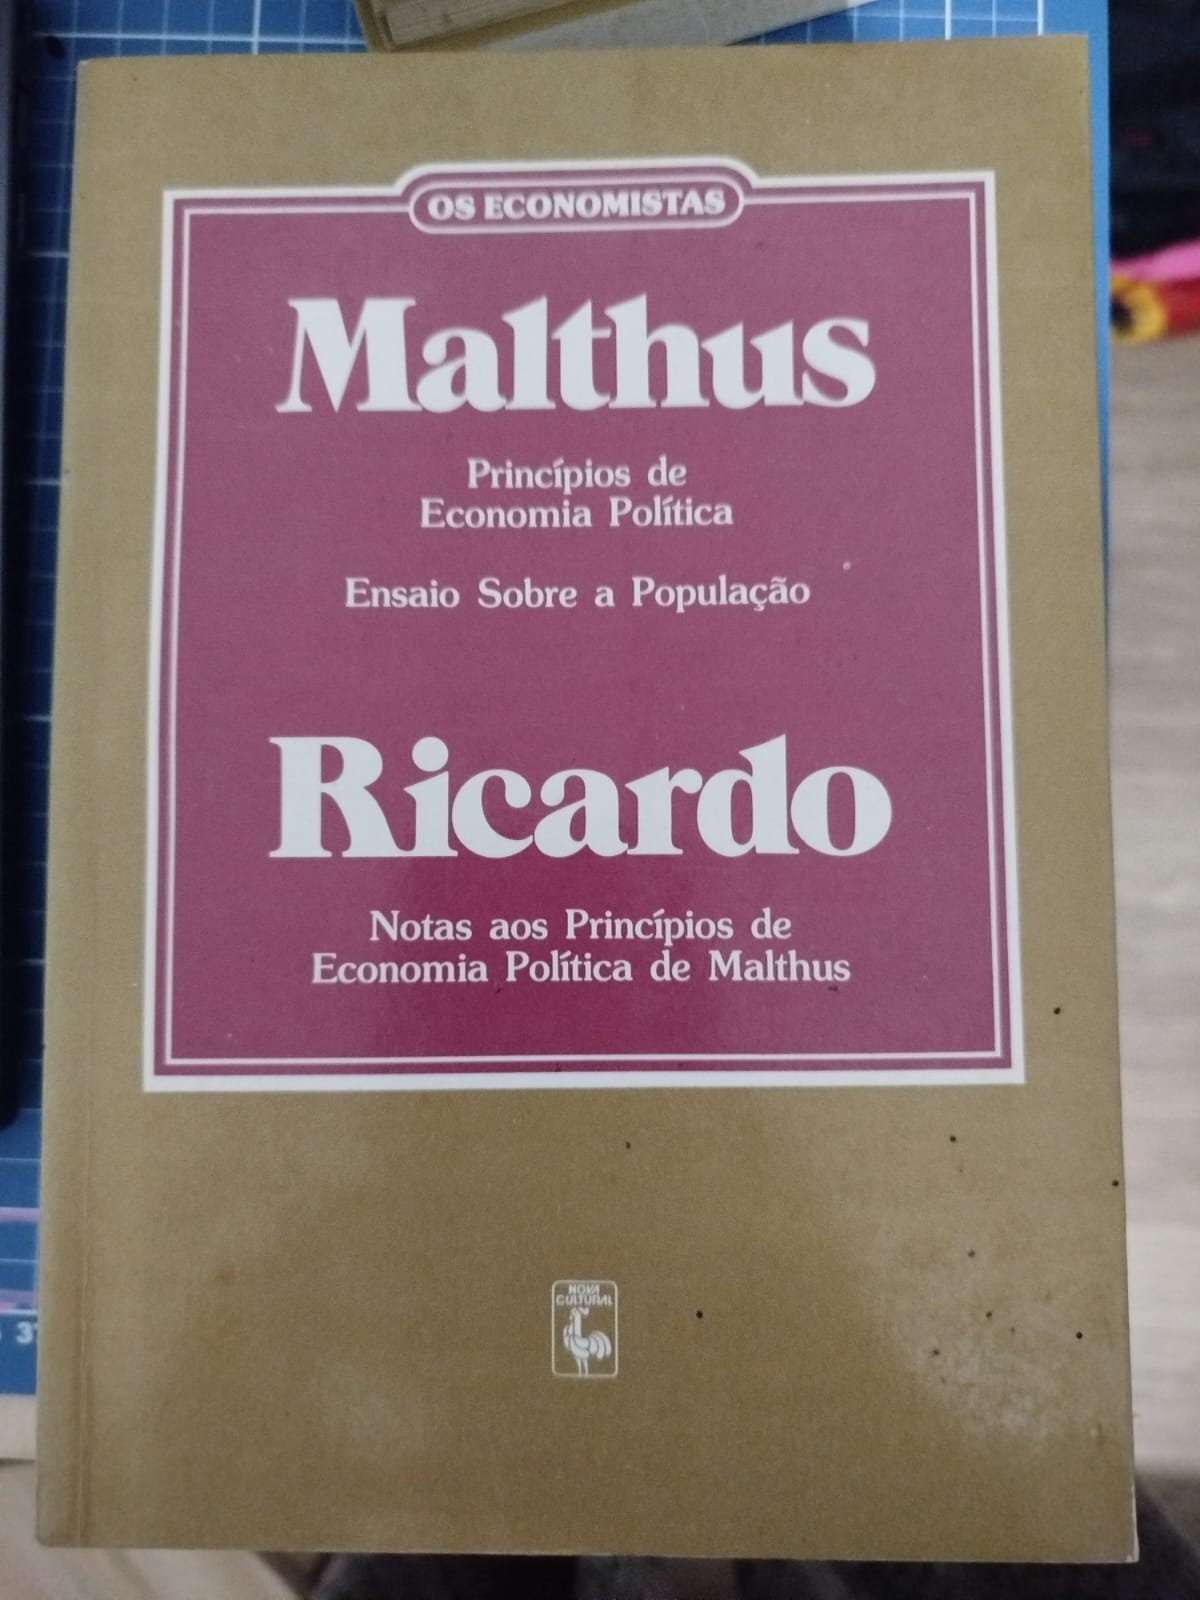 OS ECONOMISTAS
Malthus
Princípios de
Economia Política
Ensaio Sobre a População
Ricardo
Notas aos Princípios de
Economia Política de Malthus
NOVA
CULTURAL